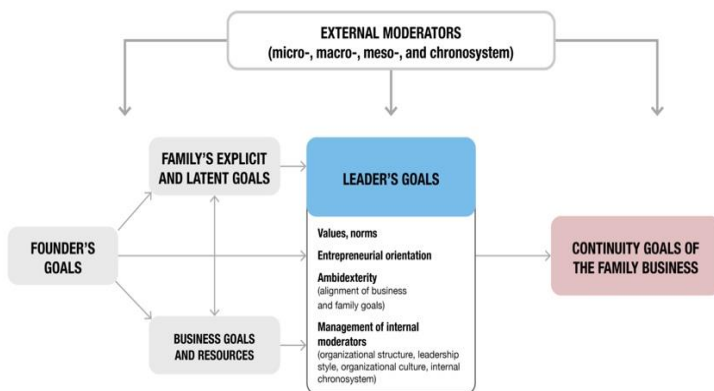 EXTERNAL MODERATORS
(micro-, macro-, meso-, and chronosystem)
FAMILY'S EXPLICIT
AND LATENT GOALS
LEADER'S GOALS
FOUNDER'S
GOALS
Values, norms
Entrepreneurial orientation
Ambidexterity
(alignment of business
and family goals)
Management of internal
moderators
(organizational structure, leadership
style, organizational culture, internal
chronosystem)
BUSINESS GOALS
AND RESOURCES
CONTINUITY GOALS OF
THE FAMILY BUSINESS